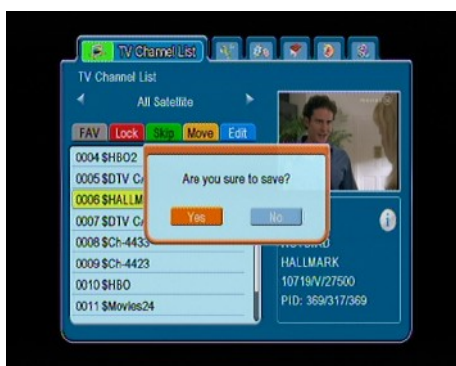 TV Channel List
TV Channel List
All Satellite
FAV Lock Skip Move Edit
0004 $HBO2
0005 $DTV
0006 $HALLM
0007 $DTV
0008 $Ch-4433
0009 $Ch-4423
0010 $HBO
0011 $Movies24
Are you sure to save?
Yes No
HALLMARK
10719/V/27500
PID: 369/317/369